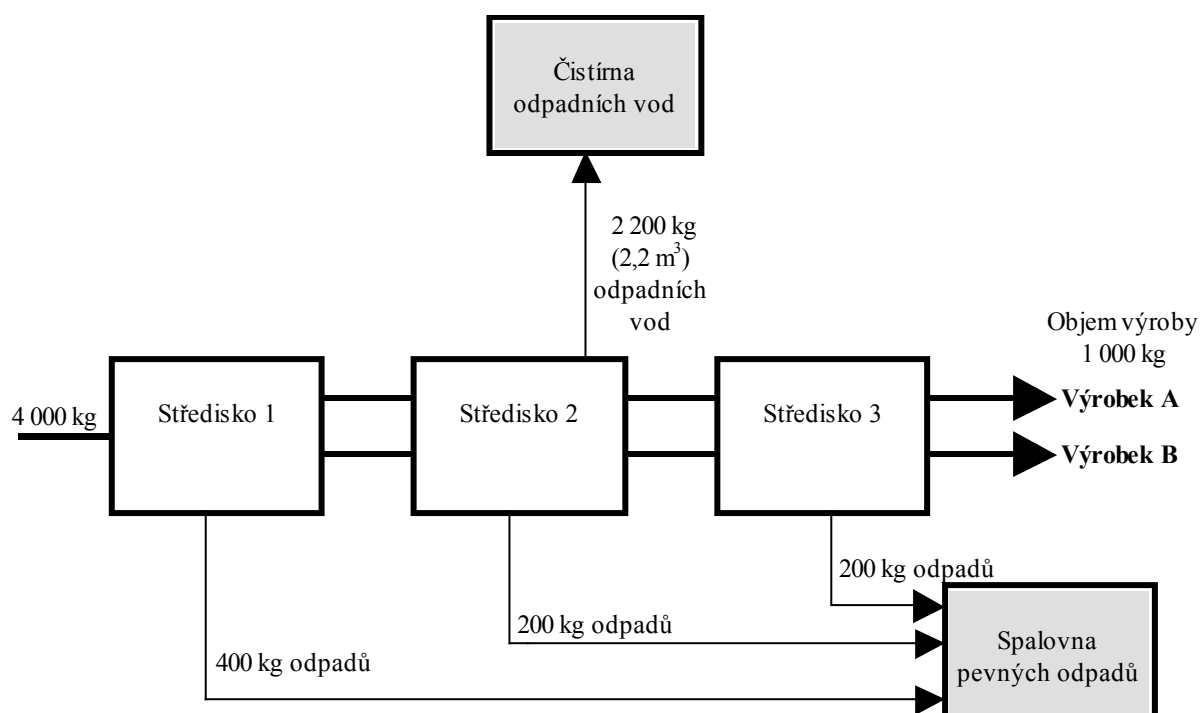 Čistírna
odpadních vod
2 200 kg
(2,2 m³)
odpadních
vod
Objem výroby
1 000 kg
4 000 kg
Středisko 1
Středisko 2
Středisko 3
Výrobek A
Výrobek B
200 kg odpadů
200 kg odpadů
400 kg odpadů
Spalovna
pevných odpadů